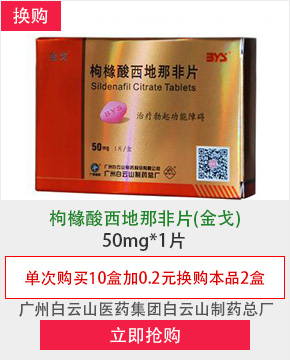 换购
金戈
BYS
枸橼酸西地那非片
Sildenafil Citrate Tablets
治疗勃起功能障碍
50mg 1片/盒
广州白云山制药总厂
枸橼酸西地那非片(金戈)
50mg*1片
单次购买10盒加0.2元换购本品2盒
广州白云山医药集团白云山制药总厂
立即抢购